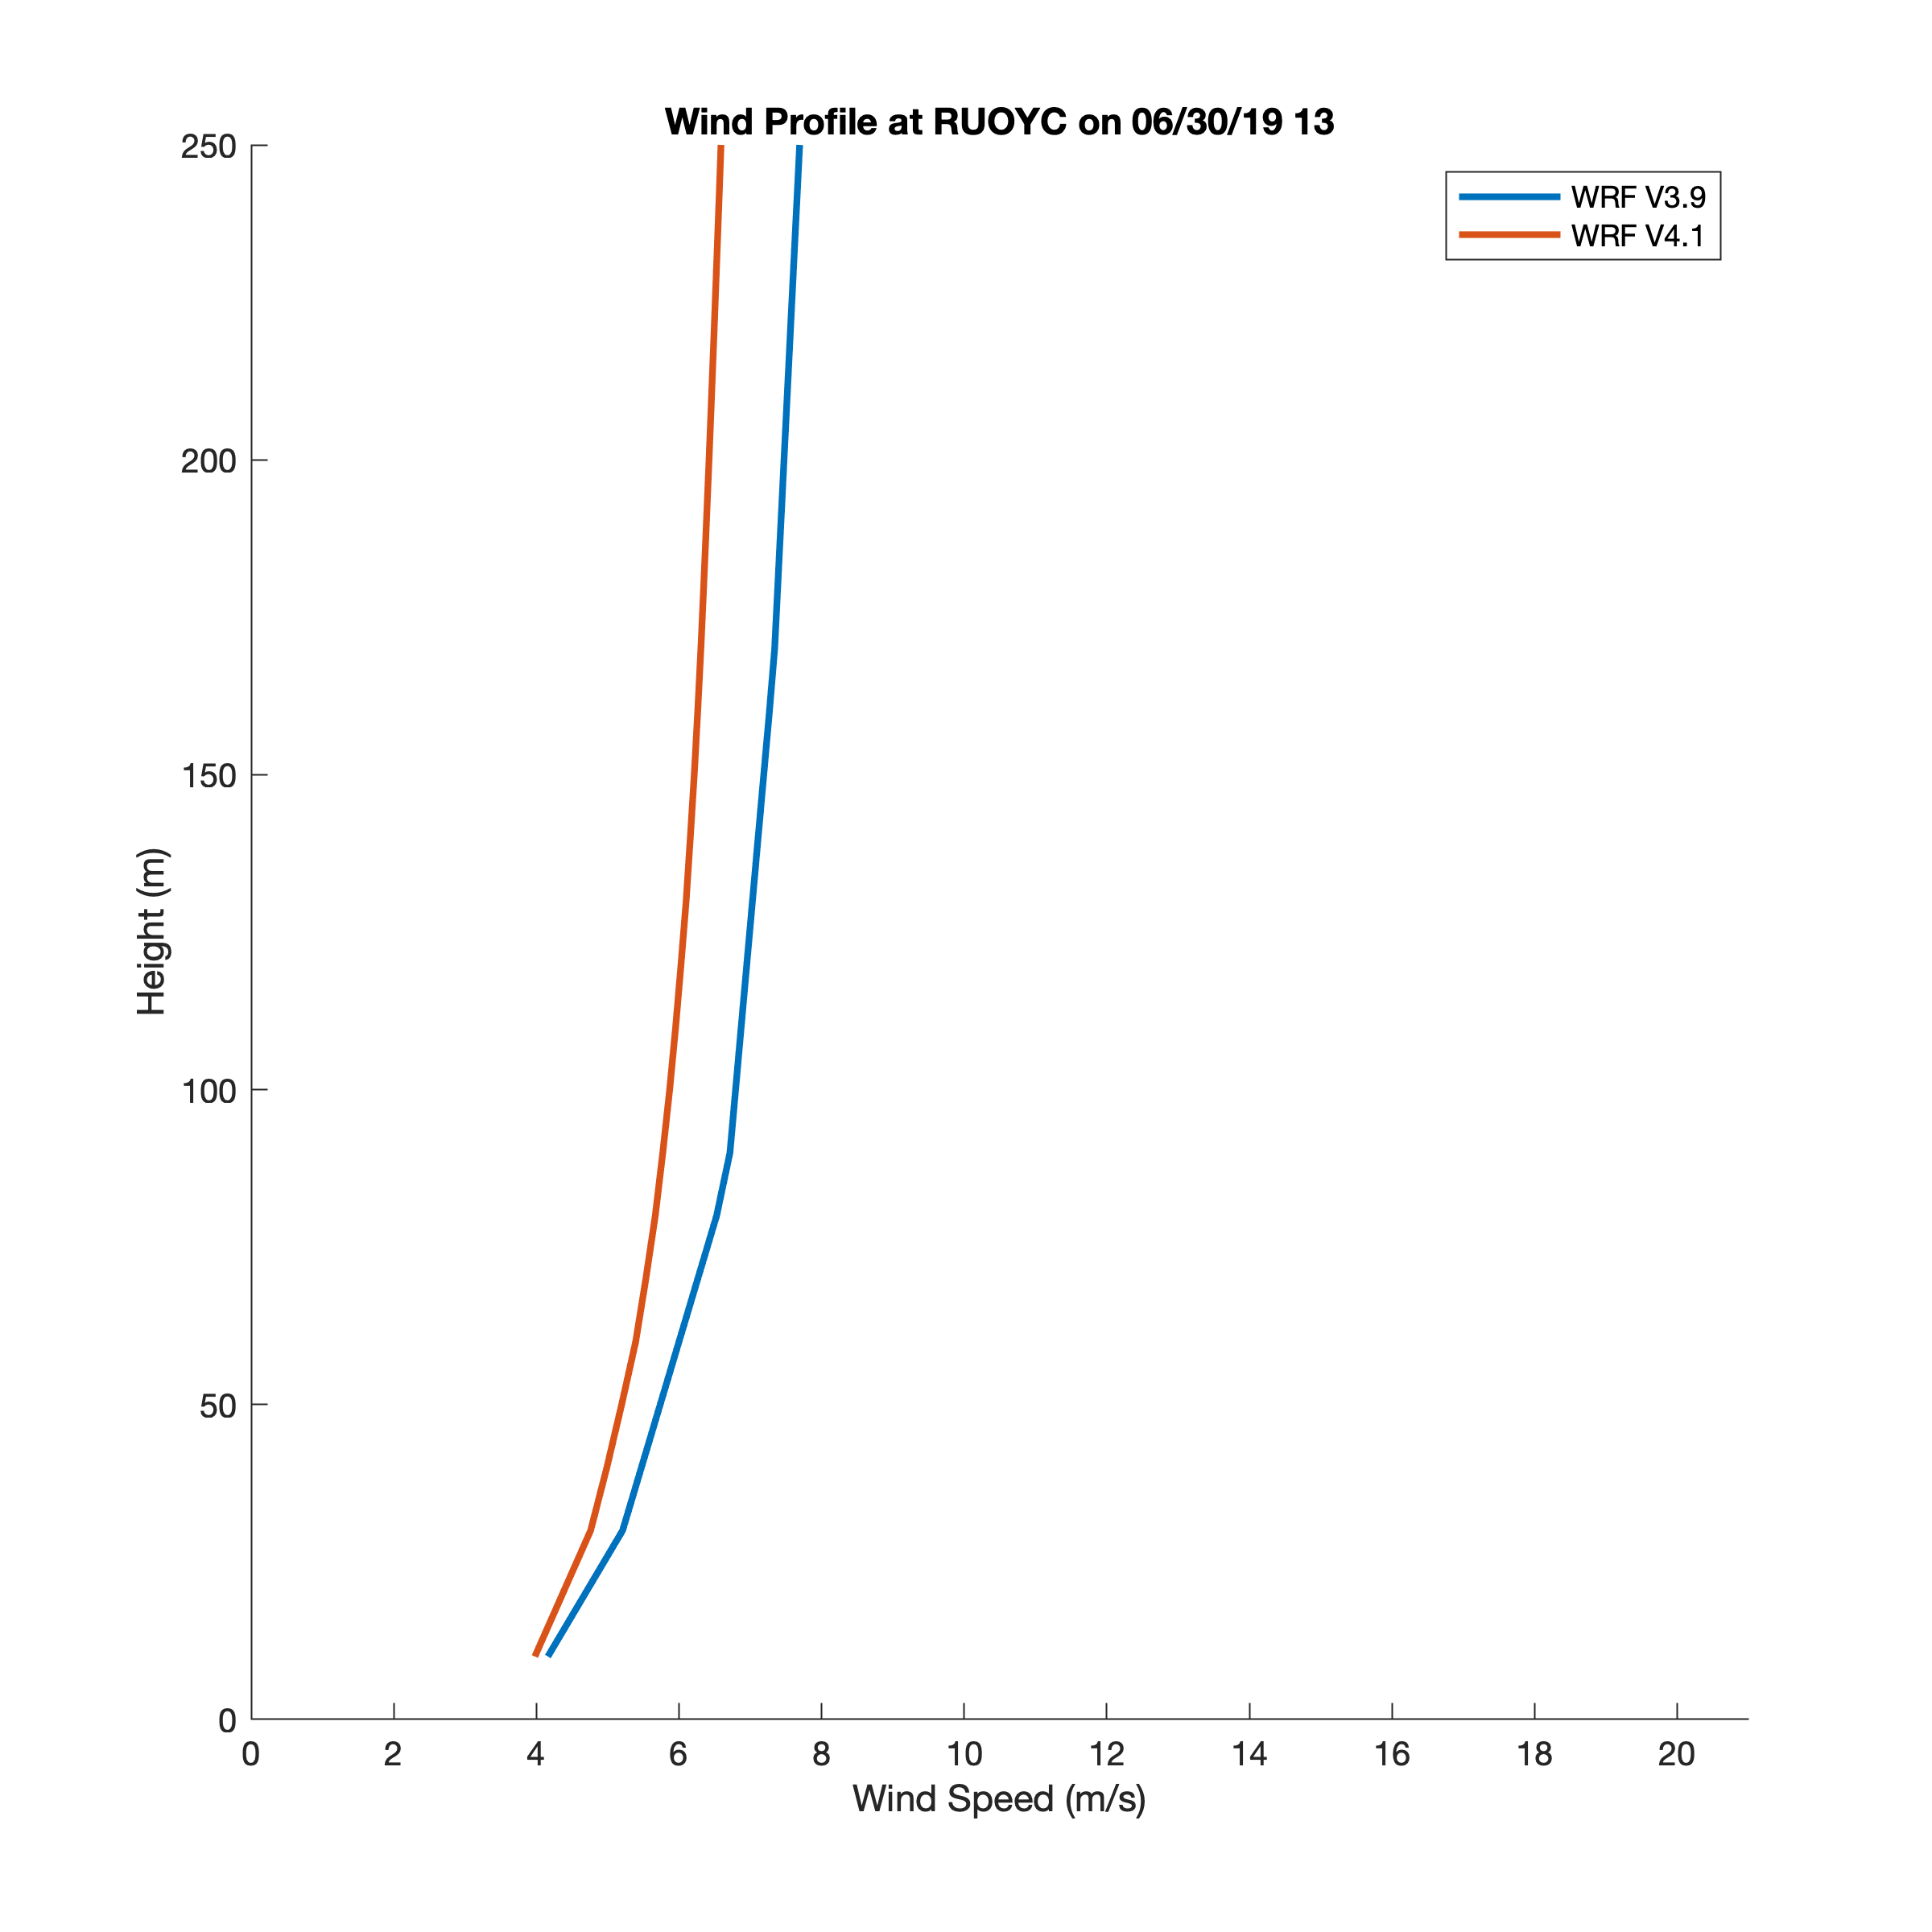 Wind Profile at RUOYC on 06/30/19 13
250
WRF V3.9
WRF V4.1
200
150
Height (m)
100
50
0
0 2 4 6 8 10 12 14 16 18 20
Wind Speed (m/s)